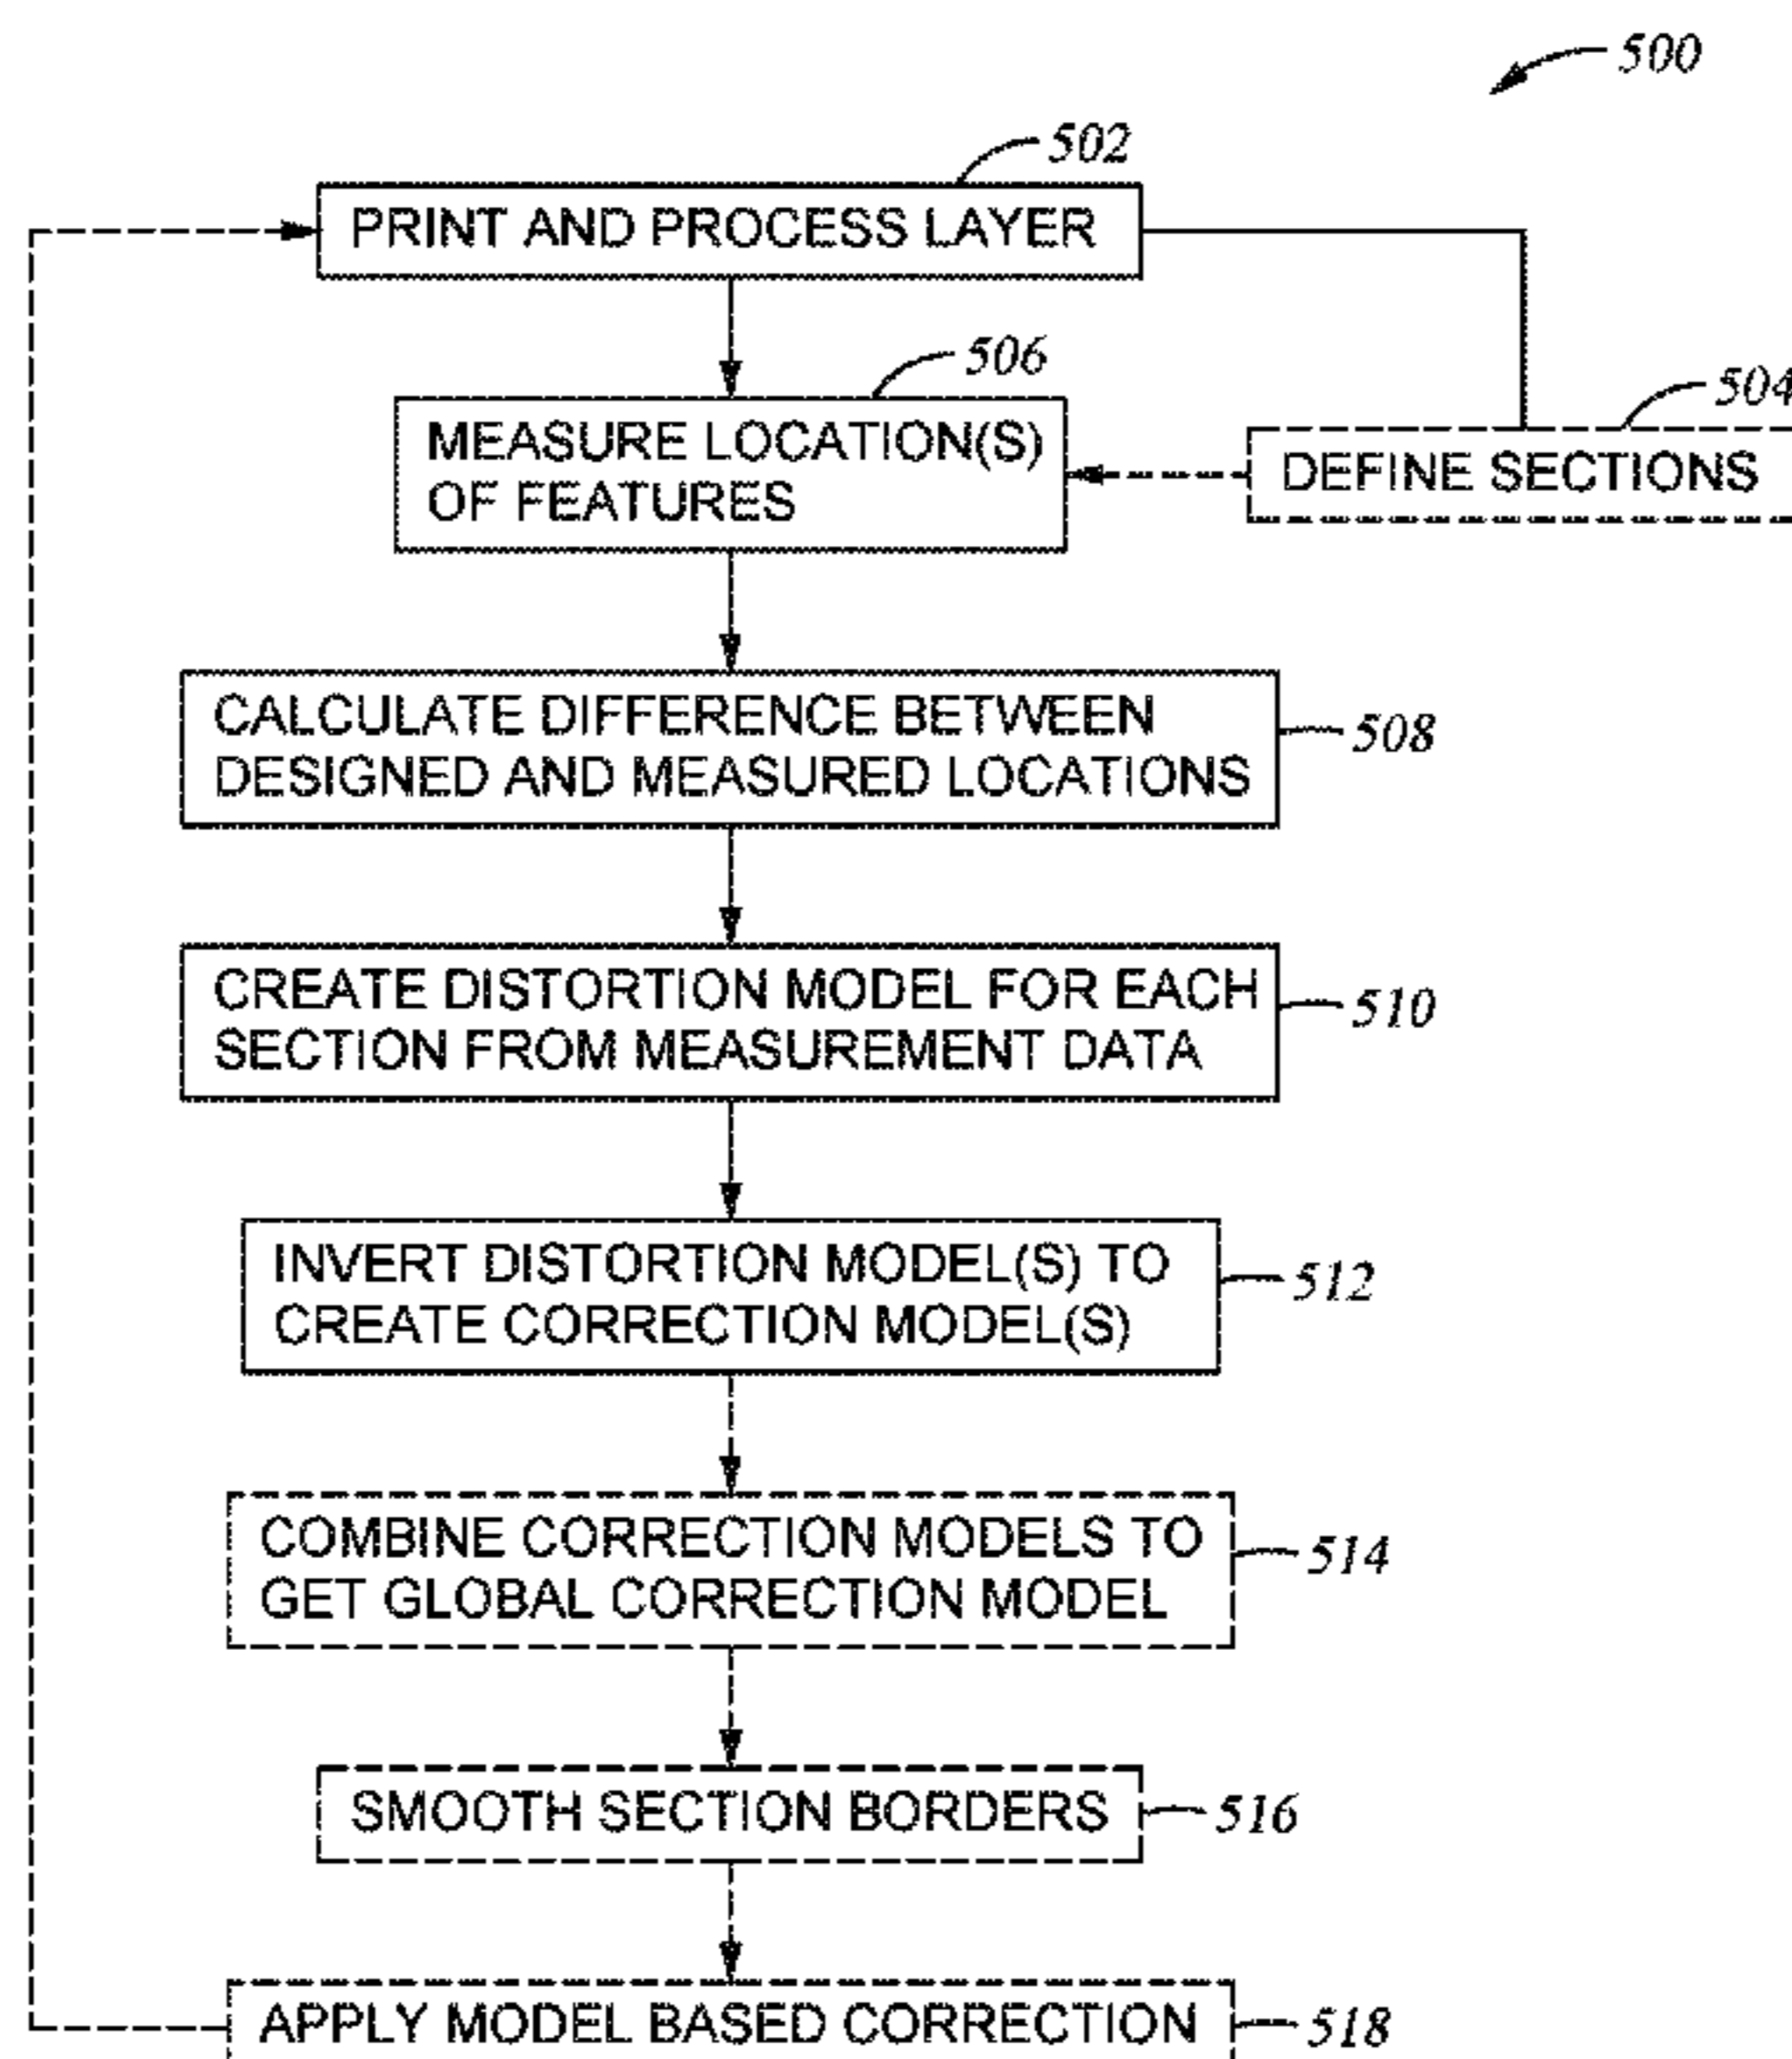 500
502
PRINT AND PROCESS LAYER
506
MEASURE LOCATION(S)
OF FEATURES
504
DEFINE SECTIONS
CALCULATE DIFFERENCE BETWEEN
DESIGNED AND MEASURED LOCATIONS
508
CREATE DISTORTION MODEL FOR EACH
SECTION FROM MEASUREMENT DATA
510
INVERT DISTORTION MODEL(S) TO
CREATE CORRECTION MODEL(S)
512
COMBINE CORRECTION MODELS TO
GET GLOBAL CORRECTION MODEL
514
SMOOTH SECTION BORDERS
516
APPLY MODEL BASED CORRECTION
518